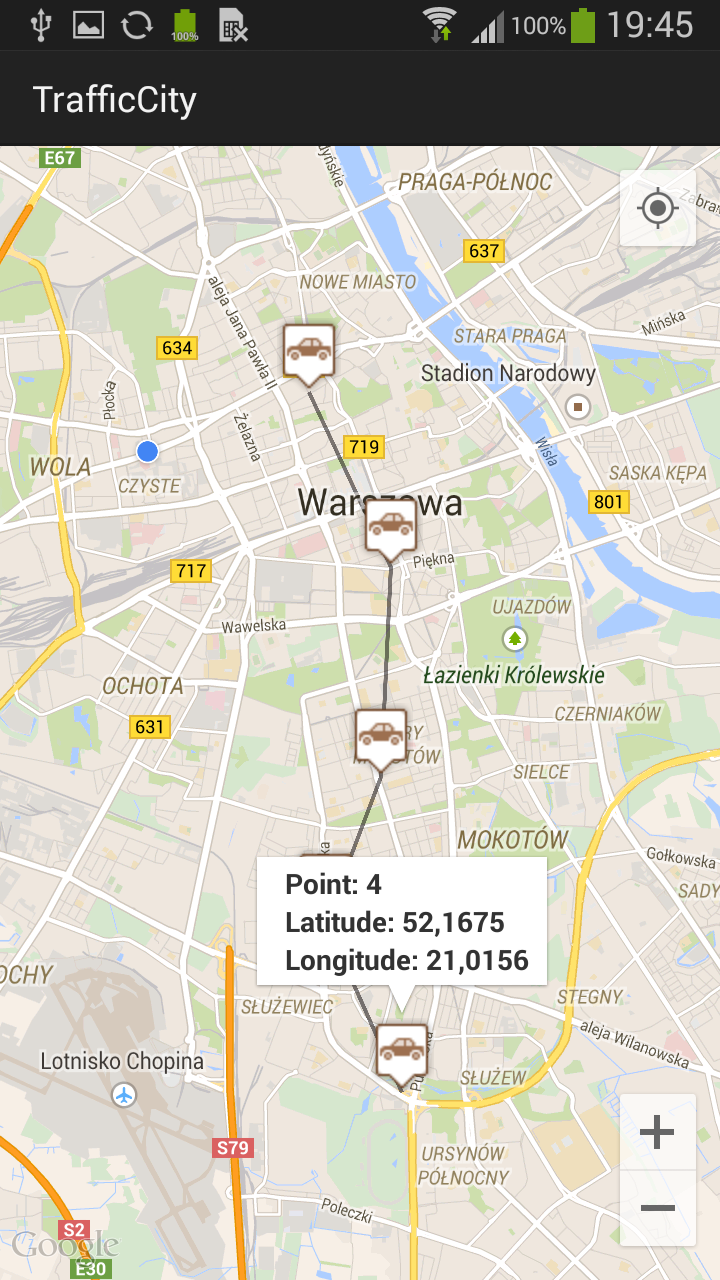 100%
100%
19:45
TrafficCity
E67
PRAGA-PÓŁNOC
637
NOWE MIASTO
aleja Jana Pawła II
Mińska
STARA PRAGA
634
Stadion Narodowy
Płocka
Żelazna
719
Wisła
WOLA
CZYSTE
SASKA KĘPA
801
Piękna
717
UJAZDÓW
Wawelska
Łazienki Królewskie
OCHOTA
CZERNIAKÓW
631
SIELCE
MOKOTÓW
Gołkowska
Point: 4
Latitude: 52,1675
Longitude: 21,0156
SADY
OCHY
STEGNY
SŁUŻEWIEC
aleja Wilanowska
Lotnisko Chopina
SŁUŻEW
S79
URSYNÓW
PÓŁNOCNY
Poleczki
S2
Google
E30